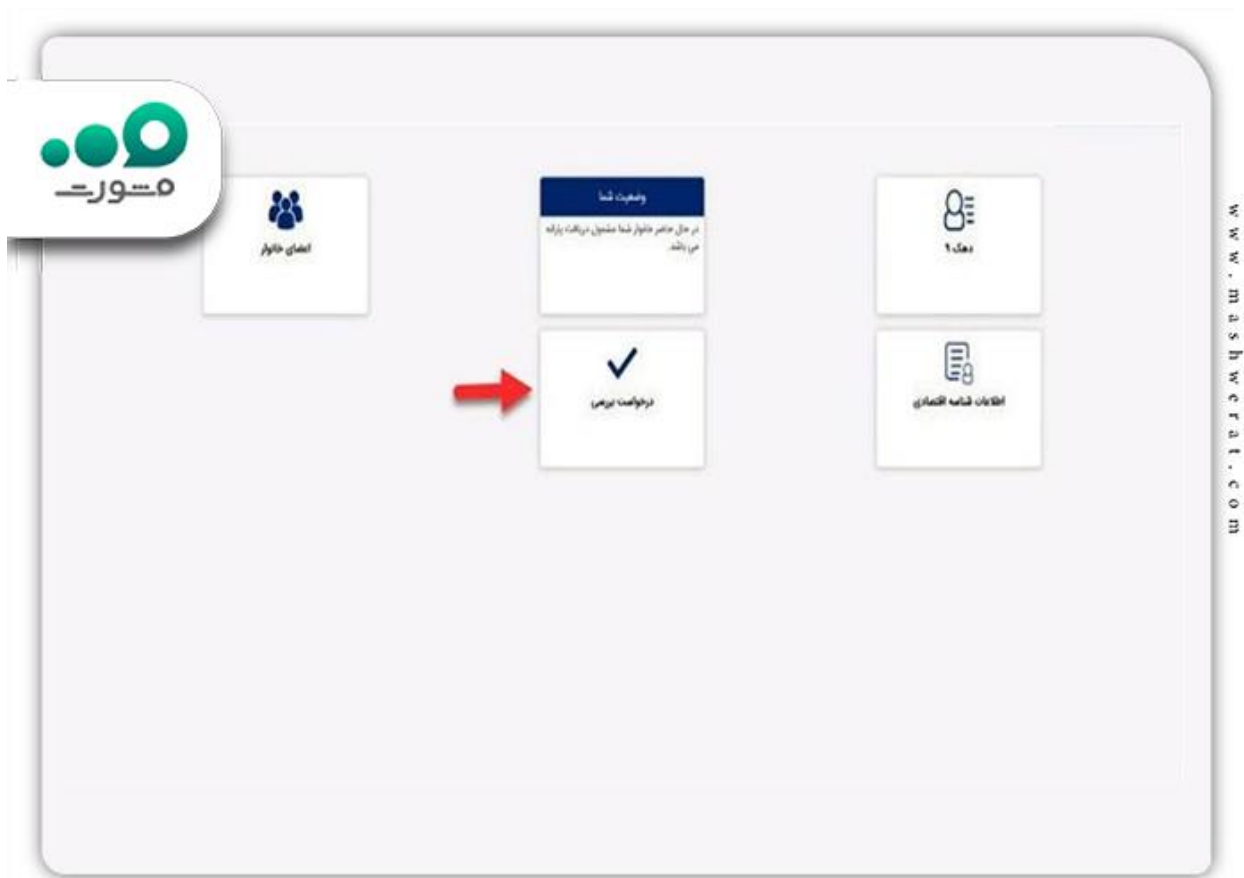 مشورت
دهک ۹
وضعیت شما
در حال حاضر خانوار شما مشمول دریافت یارانه
می باشد.
اعضای خانوار
اطلاعات شناسه اقتصادی
درخواست بررسی
www.mashwerat.com